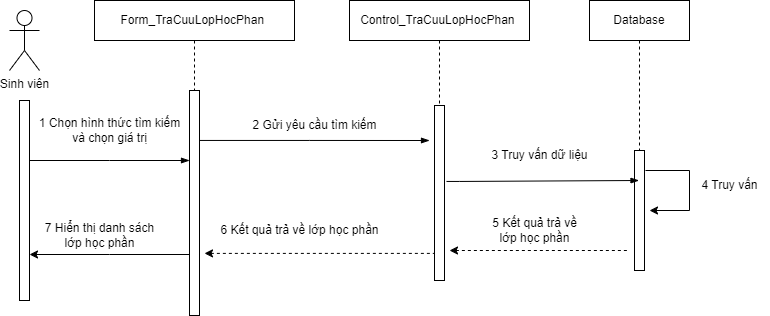 Form_TraCuuLopHocPhan
Control_TraCuuLopHocPhan
Database
Sinh viên
1 Chọn hình thức tìm kiếm
và chọn giá trị
2 Gửi yêu cầu tìm kiếm
3 Truy vấn dữ liệu
4 Truy vấn
5 Kết quả trả về
lớp học phần
6 Kết quả trả về lớp học phần
7 Hiển thị danh sách
lớp học phần